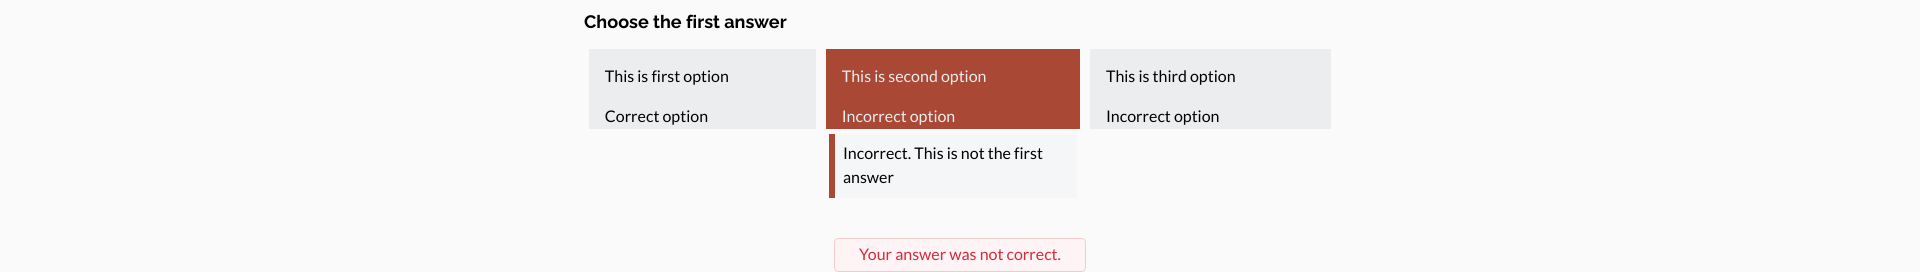 Choose the first answer
This is first option
Correct option
This is second option
Incorrect option
This is third option
Incorrect option
Incorrect. This is not the first
answer
Your answer was not correct.